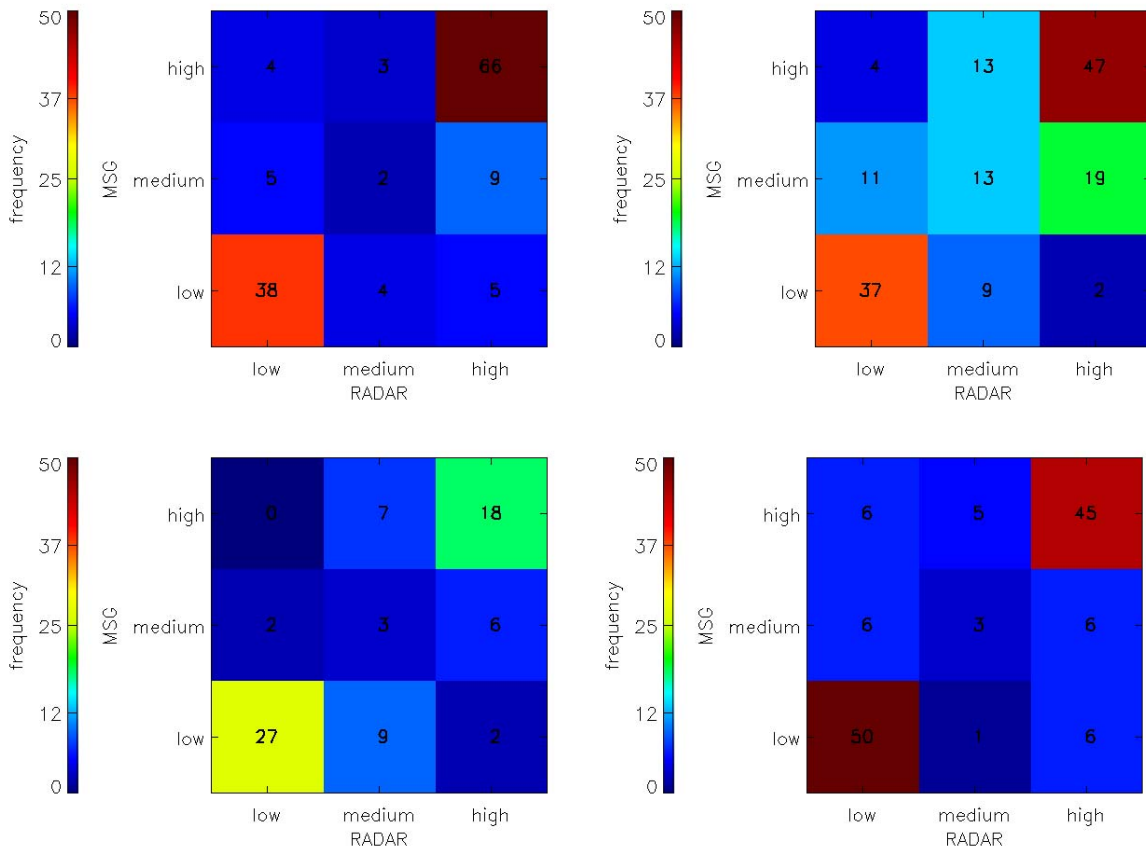 50
37
25
12
0
frequency
MSG
high
medium
low
4 3 66
5 2 9
38 4 5
low medium high
RADAR
50
37
25
12
0
frequency
MSG
high
medium
low
4 13 47
11 13 19
37 9 2
low medium high
RADAR
50
37
25
12
0
frequency
MSG
high
medium
low
0 7 18
2 3 6
27 9 2
low medium high
RADAR
50
37
25
12
0
frequency
MSG
high
medium
low
6 5 45
6 3 6
50 1 6
low medium high
RADAR